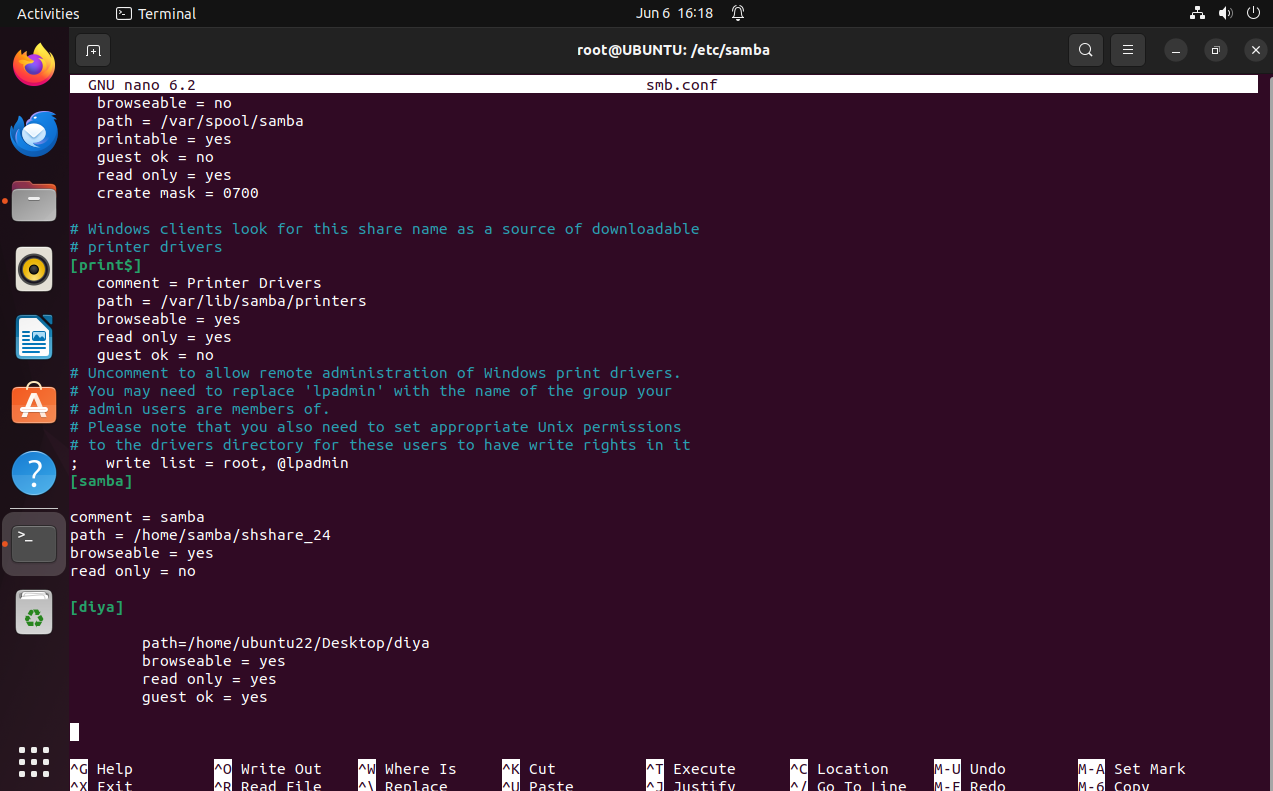 Activities Terminal Jun 6 16:18
root@UBUNTU: /etc/samba
GNU nano 6.2 smb.conf
browseable = no
path = /var/spool/samba
printable = yes
guest ok = no
read only = yes
create mask = 0700
# Windows clients look for this share name as a source of downloadable
# printer drivers
[print$]
comment = Printer Drivers
path = /var/lib/samba/printers
browseable = yes
read only = yes
guest ok = no
# Uncomment to allow remote administration of Windows print drivers.
# You may need to replace 'lpadmin' with the name of the group your
# admin users are members of.
# Please note that you also need to set appropriate Unix permissions
# to the drivers directory for these users to have write rights in it
;   write list = root, @lpadmin
[samba]
comment = samba
path = /home/samba/shshare_24
browseable = yes
read only = no
[diya]
path=/home/ubuntu22/Desktop/diya
browseable = yes
read only = yes
guest ok = yes
^G Help ^O Write Out ^W Where Is ^K Cut ^T Execute ^C Location M-U Undo M-A Set Mark
^X Exit ^R Read File ^\ Replace ^U Paste ^J Justify ^/ Go To Line M-E Redo M-6 Copy